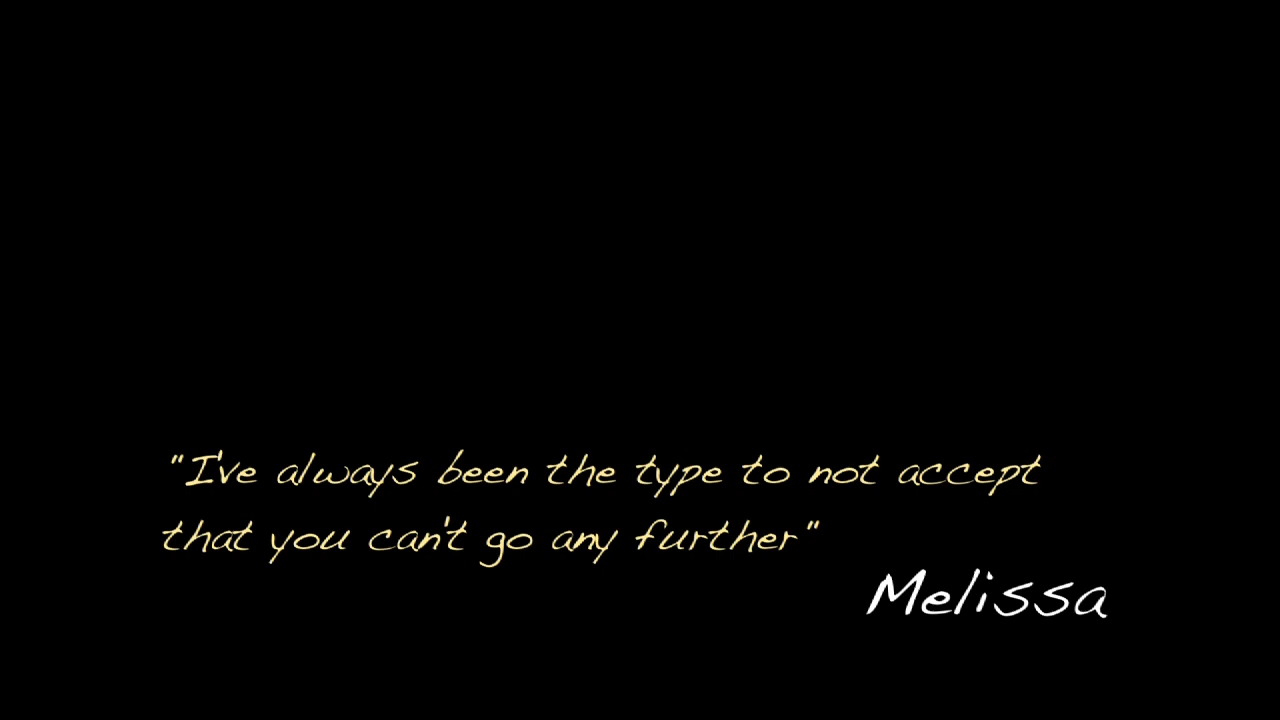 "I've always been the type to not accept
that you can't go any further"
Melissa